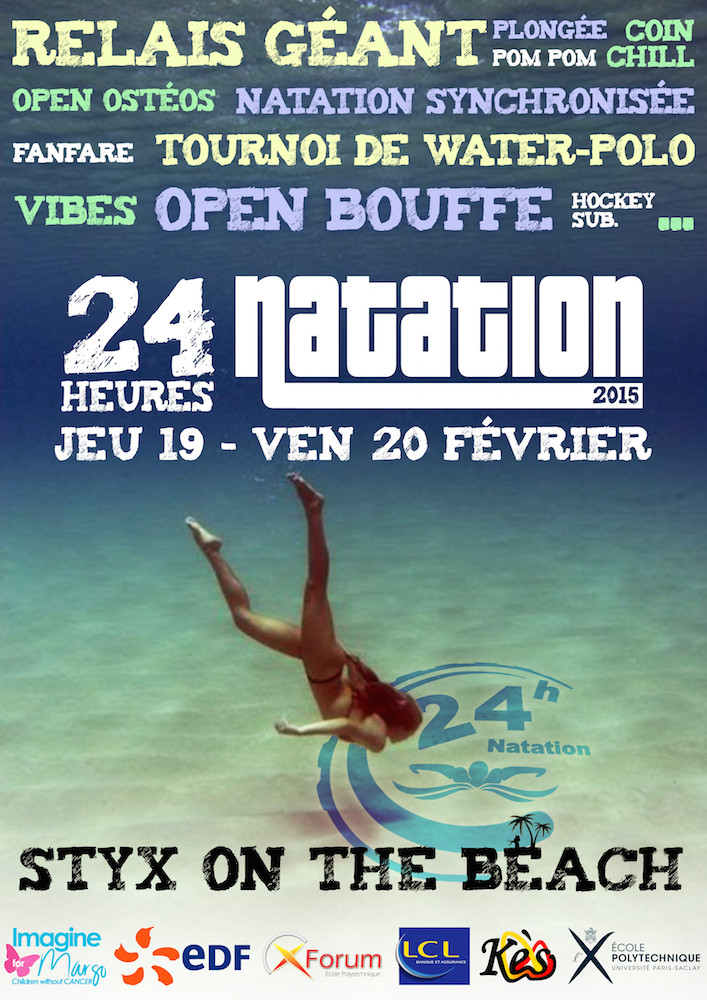 RELAIS GÉANT
PLONGÉE
POM POM
COIN
CHILL
OPEN OSTÉOS
NATATION SYNCHRONISÉE
FANFARE
TOURNOI DE WATER-POLO
VIBES
OPEN BOUFFE
HOCKEY
SUB.
...
24
HEURES
natation
2015
JEU 19 - VEN 20 FÉVRIER
24h
Natation
STYX ON THE BEACH
Imagine
for
Margo
Children without CANCER
eDF
XForum
École Polytechnique
LCL
BANQUE ET ASSURANCE
Kès
X
ÉCOLE
POLYTECHNIQUE
UNIVERSITÉ PARIS-SACLAY